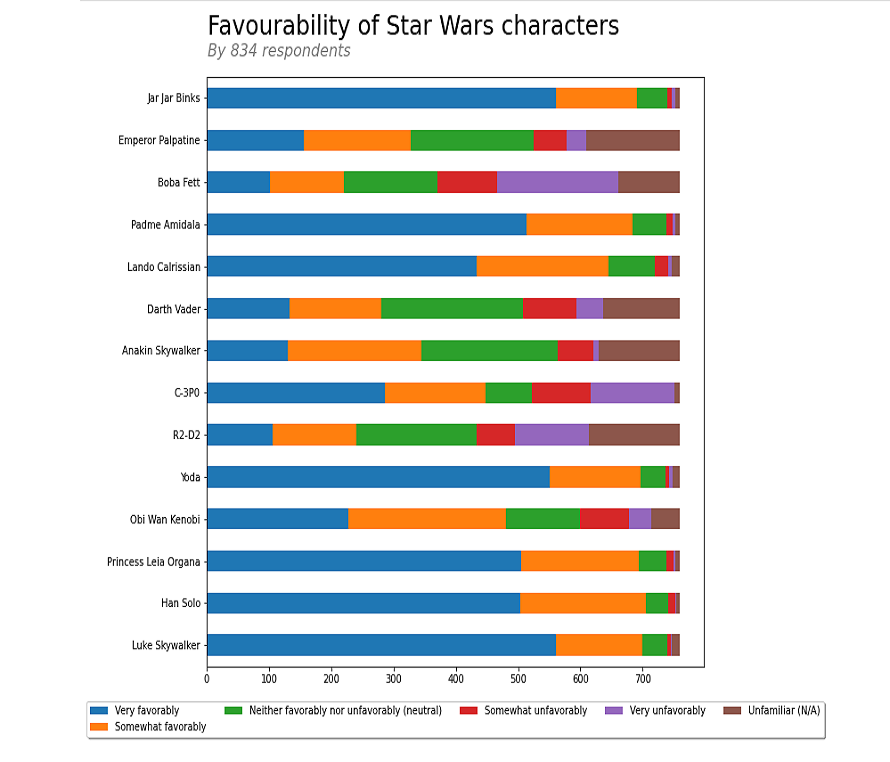 Favourability of Star Wars characters
By 834 respondents
Jar Jar Binks
Emperor Palpatine
Boba Fett
Padme Amidala
Lando Calrissian
Darth Vader
Anakin Skywalker
C-3P0
R2-D2
Yoda
Obi Wan Kenobi
Princess Leia Organa
Han Solo
Luke Skywalker
0 100 200 300 400 500 600 700
Very favorably Neither favorably nor unfavorably (neutral) Somewhat unfavorably Very unfavorably Unfamiliar (N/A)
Somewhat favorably